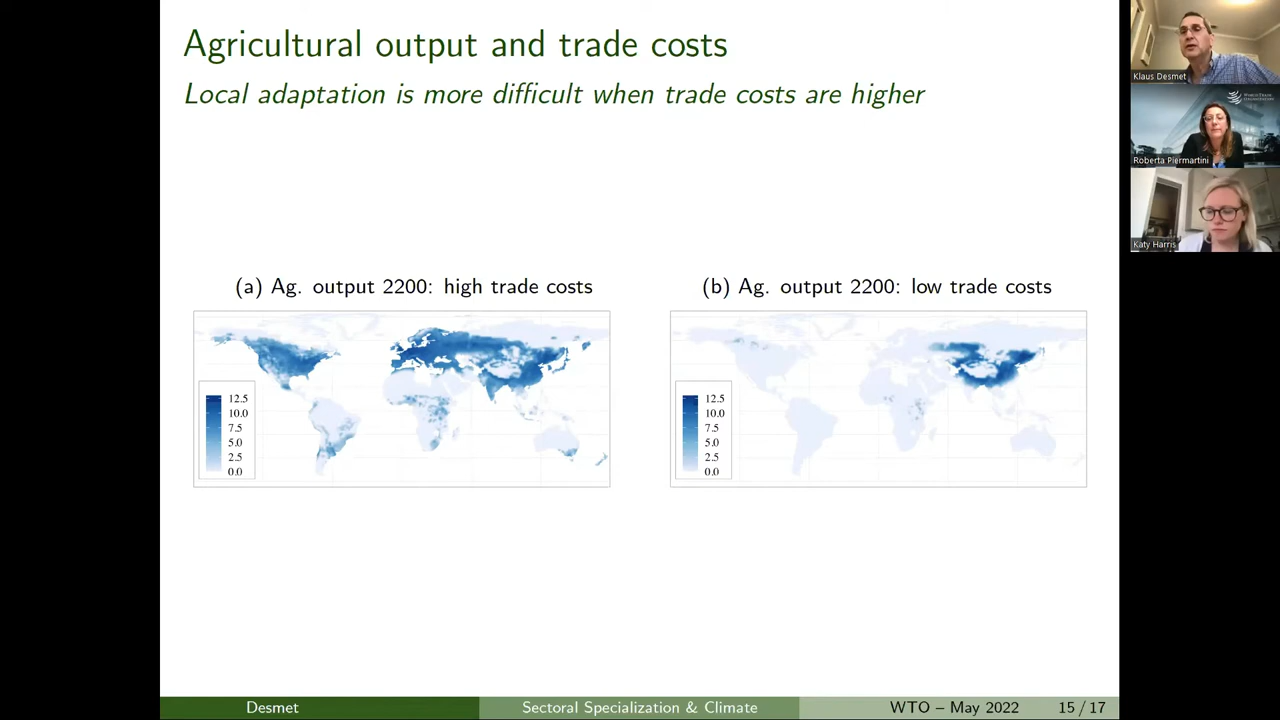 Agricultural output and trade costs
Local adaptation is more difficult when trade costs are higher
(a) Ag. output 2200: high trade costs
12.5
10.0
7.5
5.0
2.5
0.0
(b) Ag. output 2200: low trade costs
12.5
10.0
7.5
5.0
2.5
0.0
Desmet
Sectoral Specialization & Climate
WTO – May 2022
15 / 17
Klaus Desmet
WORLD TRADE
ORGANIZATION
Roberta Piermartini
Katy Harris